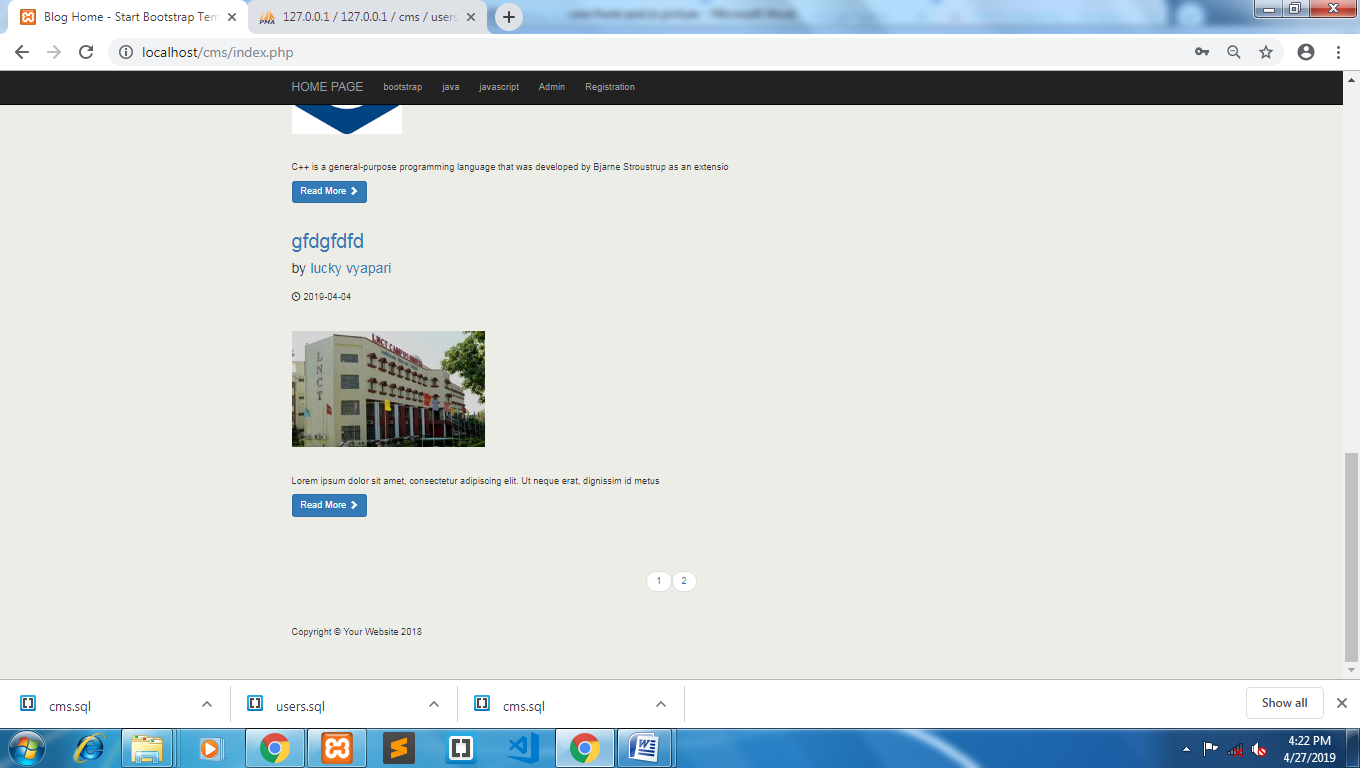 Blog Home - Start Bootstrap Tem
127.0.0.1 / 127.0.0.1 / cms / users
localhost/cms/index.php
HOME PAGE bootstrap java javascript Admin Registration
C++ is a general-purpose programming language that was developed by Bjarne Stroustrup as an extensio
Read More
gfdgfdfd
by lucky vyapari
2019-04-04
LNCT CAMPUS
LNCT
Lorem ipsum dolor sit amet, consectetur adipiscing elit. Ut neque erat, dignissim id metus
Read More
1 2
Copyright © Your Website 2018
cms.sql users.sql cms.sql Show all
4:22 PM
4/27/2019